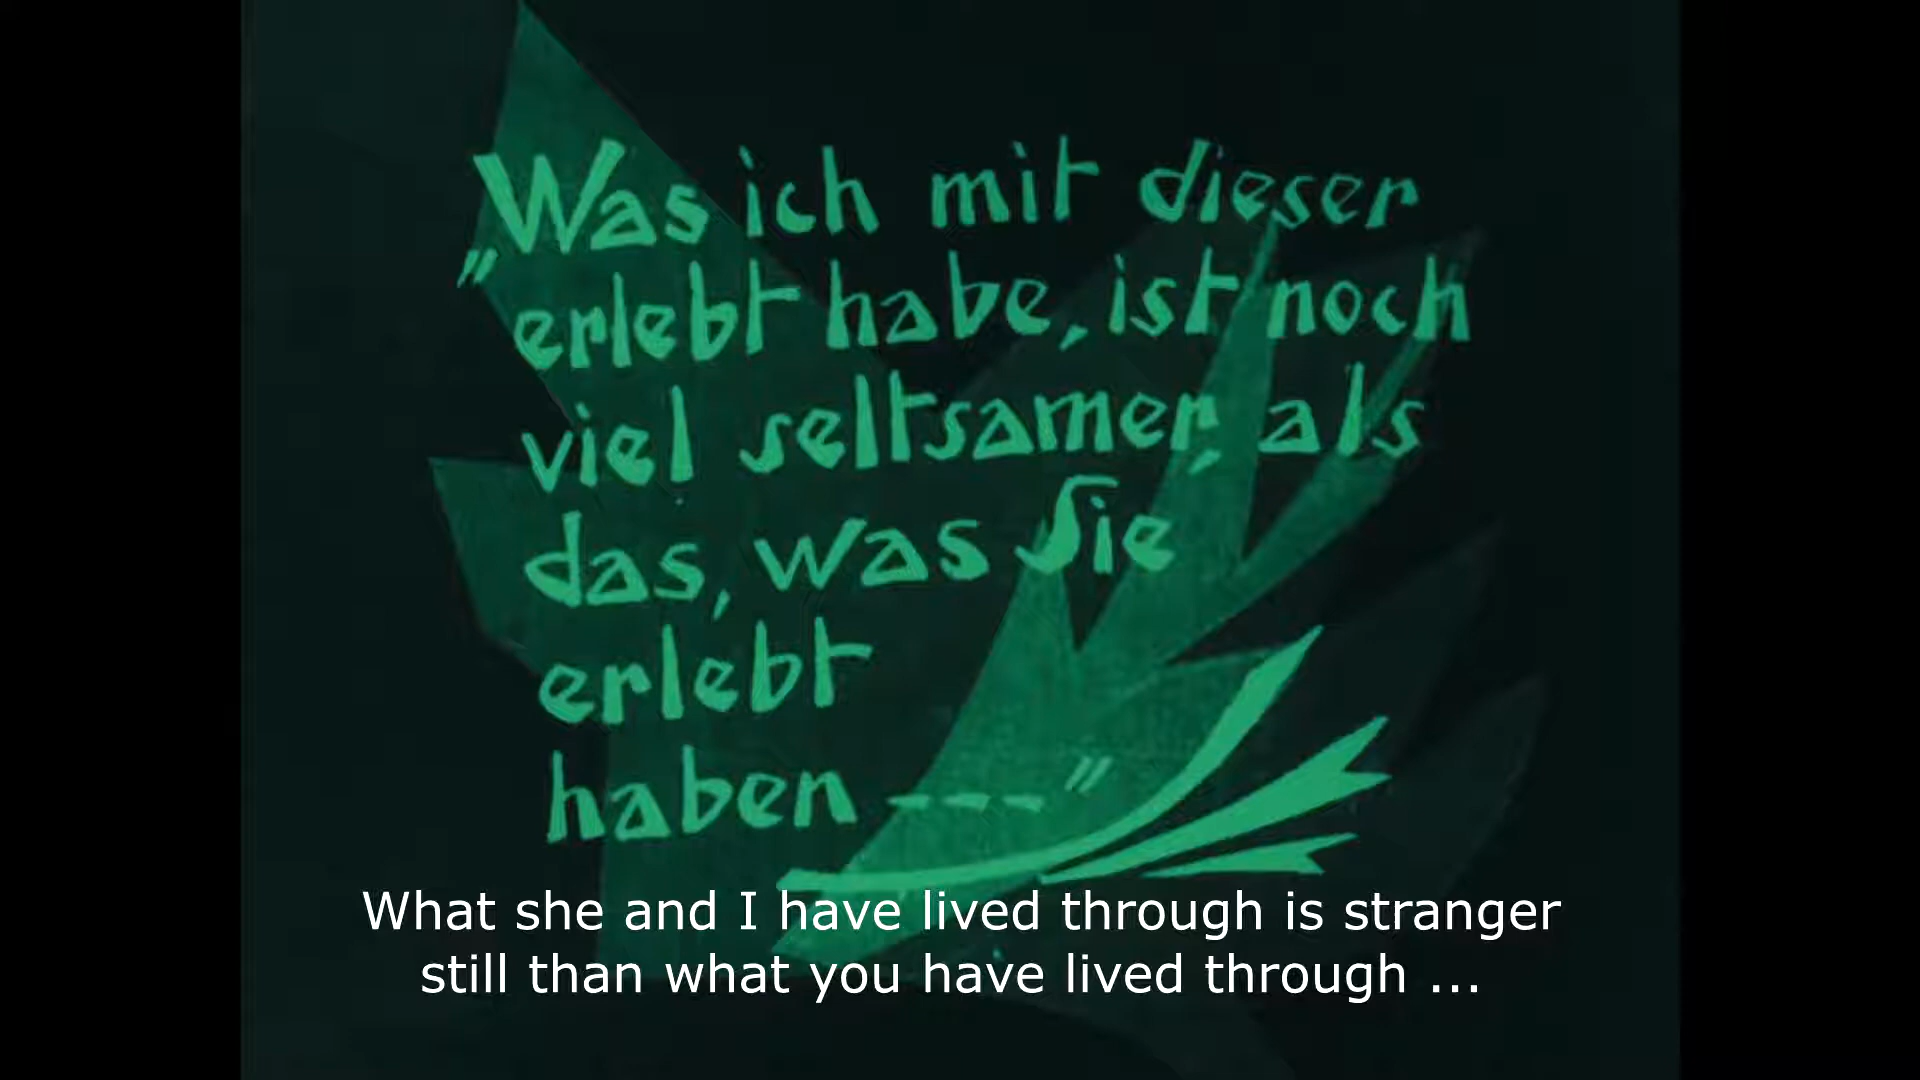 „Was ich mit dieser
erlebt habe, ist noch
viel seltsamer, als
das, was Sie
erlebt
haben ----"
What she and I have lived through is stranger
still than what you have lived through ...